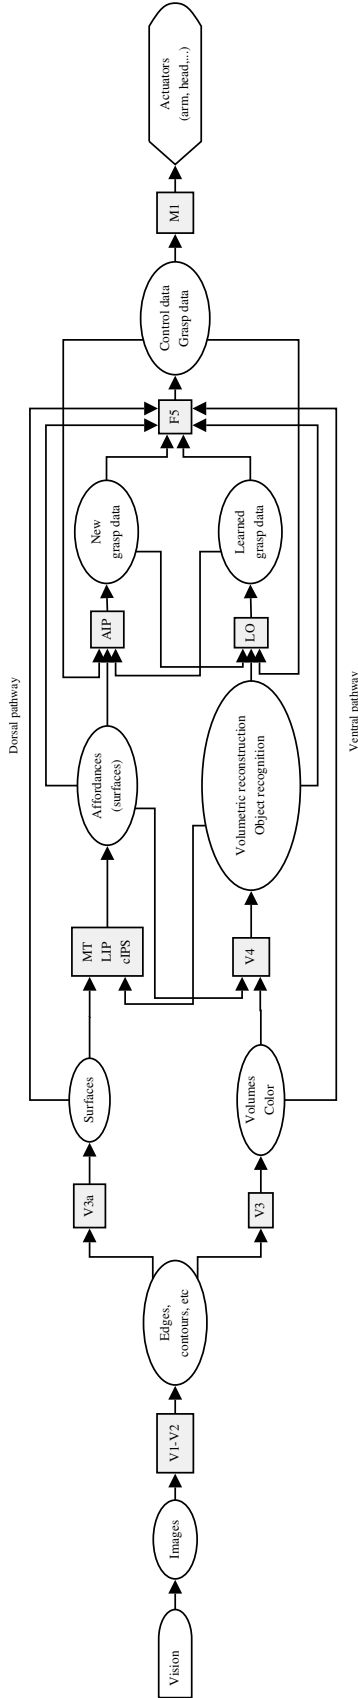 Vision
Images
V1-V2
Edges,
contours, etc
V3a
V3
Surfaces
Volumes
Color
MT
LIP
cIPS
V4
Affordances
(surfaces)
Volumetric reconstruction
Object recognition
Dorsal pathway
Ventral pathway
AIP
LO
New
grasp data
Learned
grasp data
F5
Control data
Grasp data
M1
Actuators
(arm, head,...)